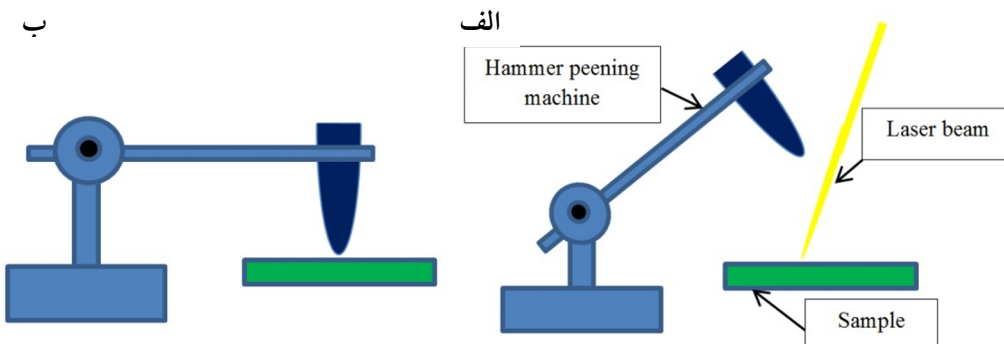 الف
ب
Hammer peening
machine
Laser beam
Sample